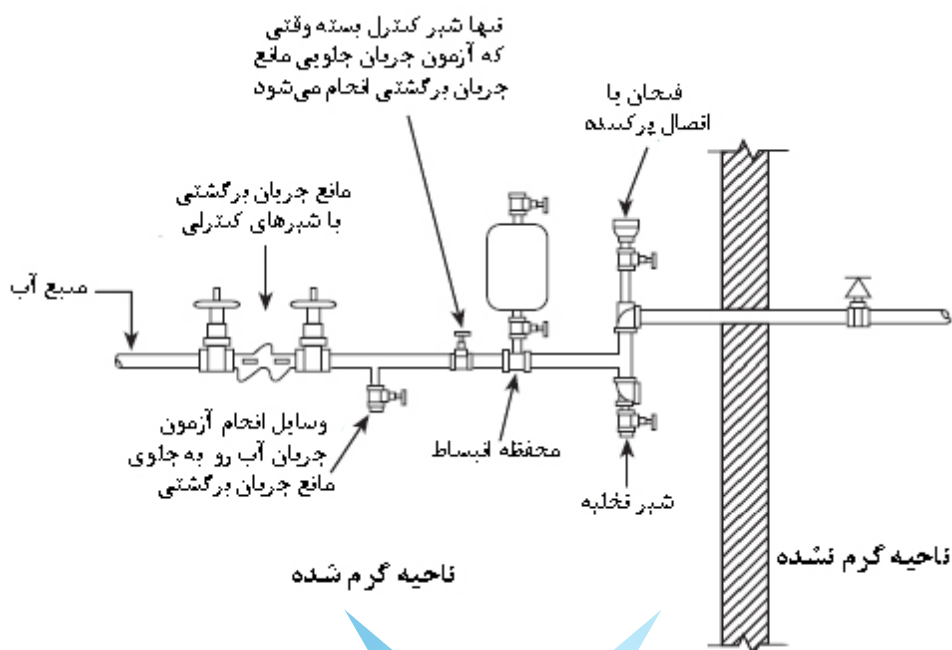 تنها شیر کنترل بسته وقتی
که آزمون جریان جلویی مانع
جریان برگشتی انجام می‌شود
فنجان یا
اتصال پرکننده
مانع جریان برگشتی
با شیرهای کنترلی
منبع آب
وسایل انجام آزمون
جریان آب رو به جلوی
مانع جریان برگشتی
محفظه انبساط
شیر تخلیه
ناحیه گرم نشده
ناحیه گرم شده